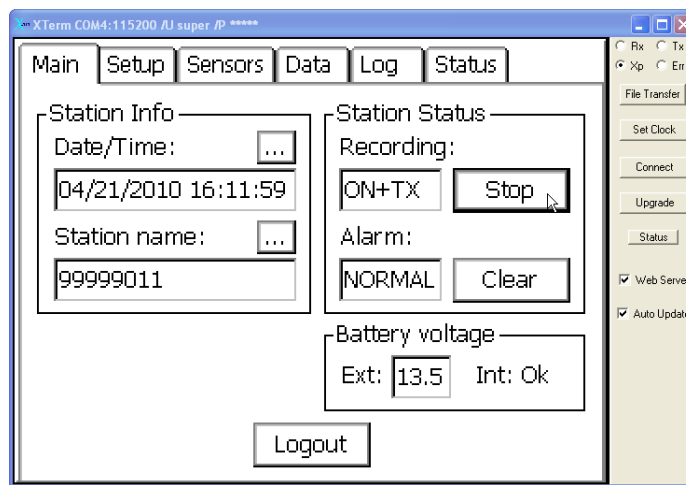 XTerm COM4:115200 /U super /P *****
Main Setup Sensors Data Log Status
Station Info
Date/Time: ...
04/21/2010 16:11:59
Station name: ...
99999011
Station Status
Recording:
ON+TX Stop
Alarm:
NORMAL Clear
Battery voltage
Ext: 13.5 Int: Ok
Logout
Rx Tx
Xp Err
File Transfer
Set Clock
Connect
Upgrade
Status
Web Serve
Auto Update